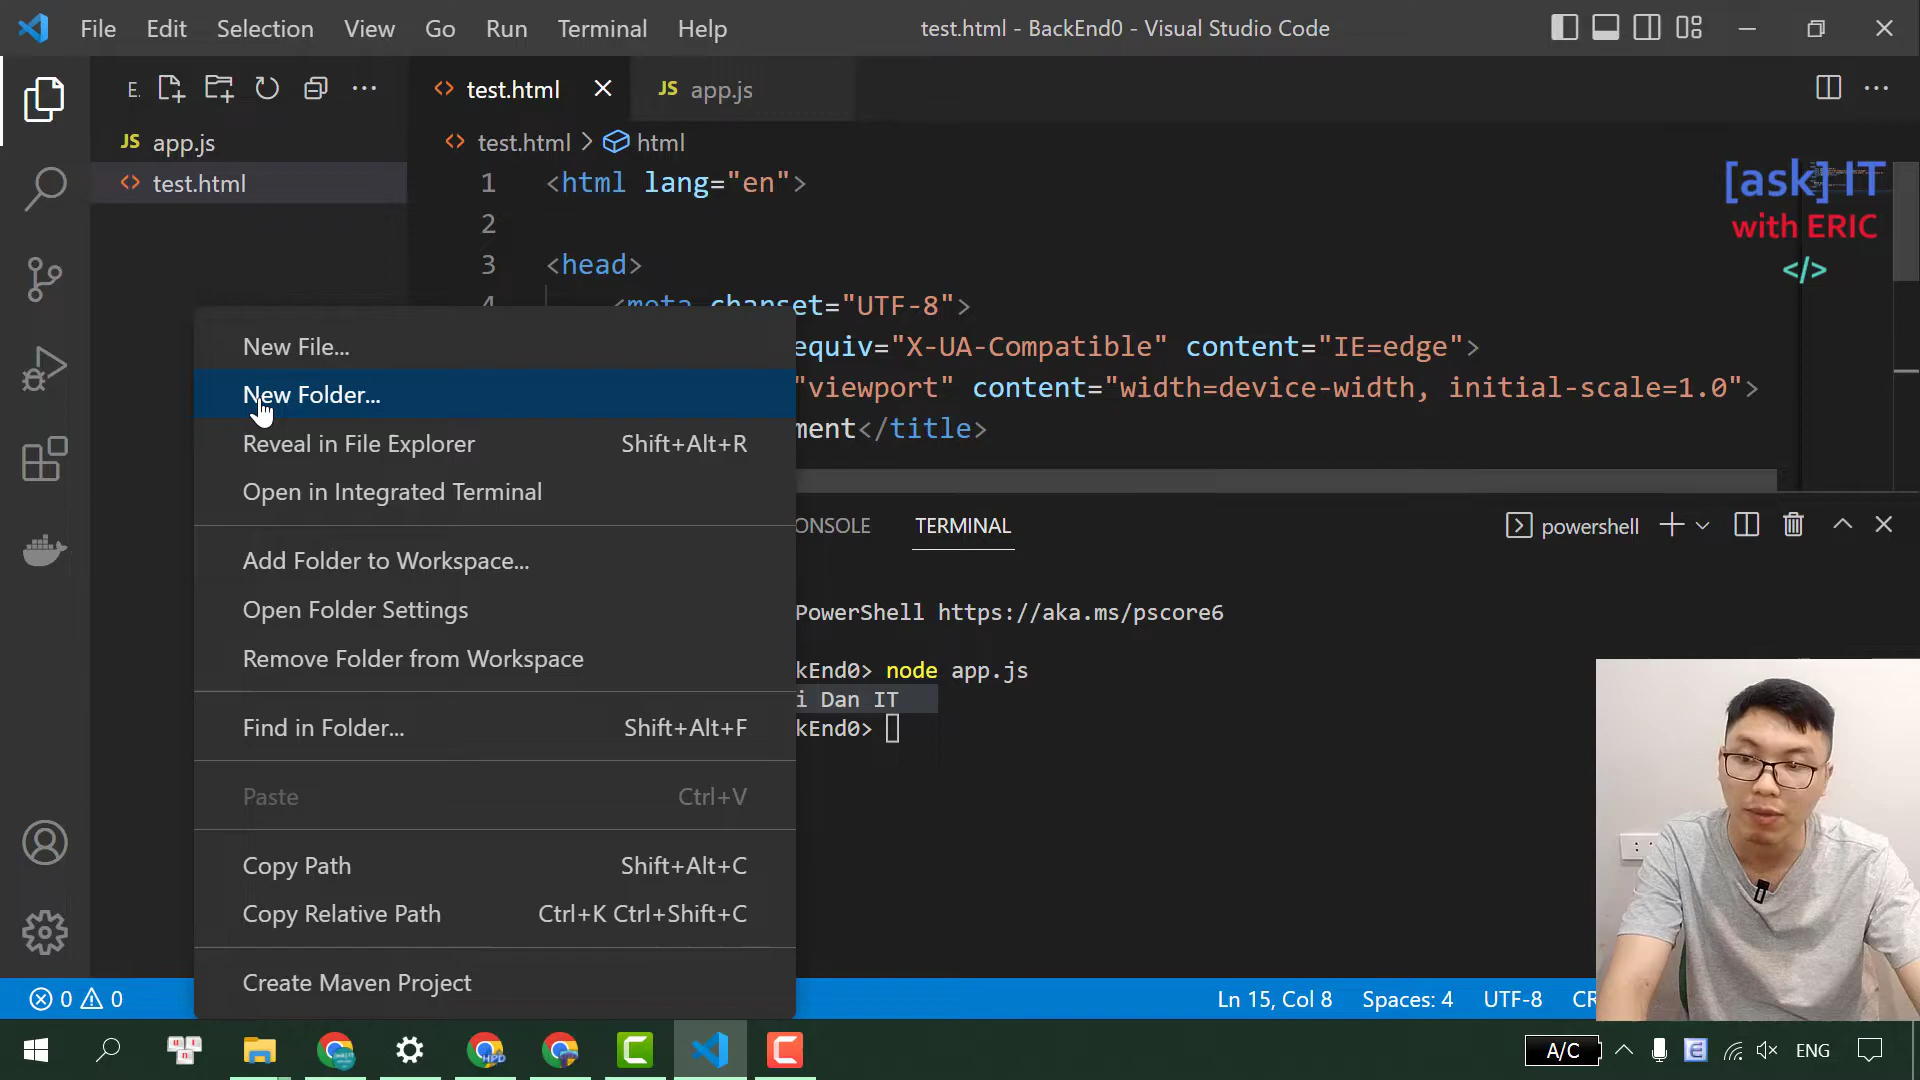 File Edit Selection View Go Run Terminal Help
test.html - BackEnd0 - Visual Studio Code
E.
JS app.js
test.html
test.html
JS app.js
test.html > html
1 <html lang="en">
2
3 <head>
4 <meta charset="UTF-8">
equiv="X-UA-Compatible" content="IE=edge">
"viewport" content="width=device-width, initial-scale=1.0">
ment</title>
[ask] IT
with ERIC
</>
New File...
New Folder...
Reveal in File Explorer Shift+Alt+R
Open in Integrated Terminal
Add Folder to Workspace...
Open Folder Settings
Remove Folder from Workspace
Find in Folder... Shift+Alt+F
Paste Ctrl+V
Copy Path Shift+Alt+C
Copy Relative Path Ctrl+K Ctrl+Shift+C
Create Maven Project
ONSOLE TERMINAL
powershell
PowerShell https://aka.ms/pscore6
kEnd0> node app.js
i Dan IT
kEnd0>
0 0
Ln 15, Col 8 Spaces: 4 UTF-8 CR
A/C ENG